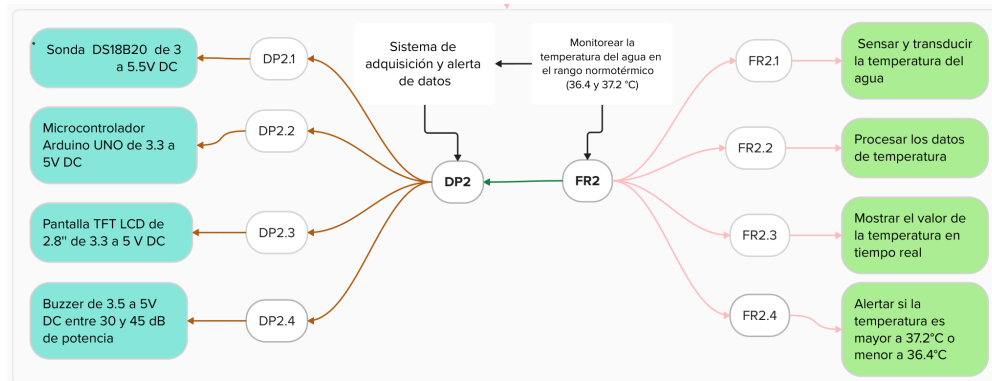 * Sonda DS18B20 de 3
a 5.5V DC
DP2.1
Sistema de
adquisición y alerta
de datos
Monitorear la
temperatura del agua en
el rango normotérmico
(36.4 y 37.2 °C)
FR2.1
Sensar y transducir
la temperatura del
agua
Microcontrolador
Arduino UNO de 3.3 a
5V DC
DP2.2
FR2.2
Procesar los datos
de temperatura
DP2
FR2
Pantalla TFT LCD de
2.8'' de 3.3 a 5 V DC
DP2.3
FR2.3
Mostrar el valor de
la temperatura en
tiempo real
Buzzer de 3.5 a 5V
DC entre 30 y 45 dB
de potencia
DP2.4
FR2.4
Alertar si la
temperatura es
mayor a 37.2°C o
menor a 36.4°C